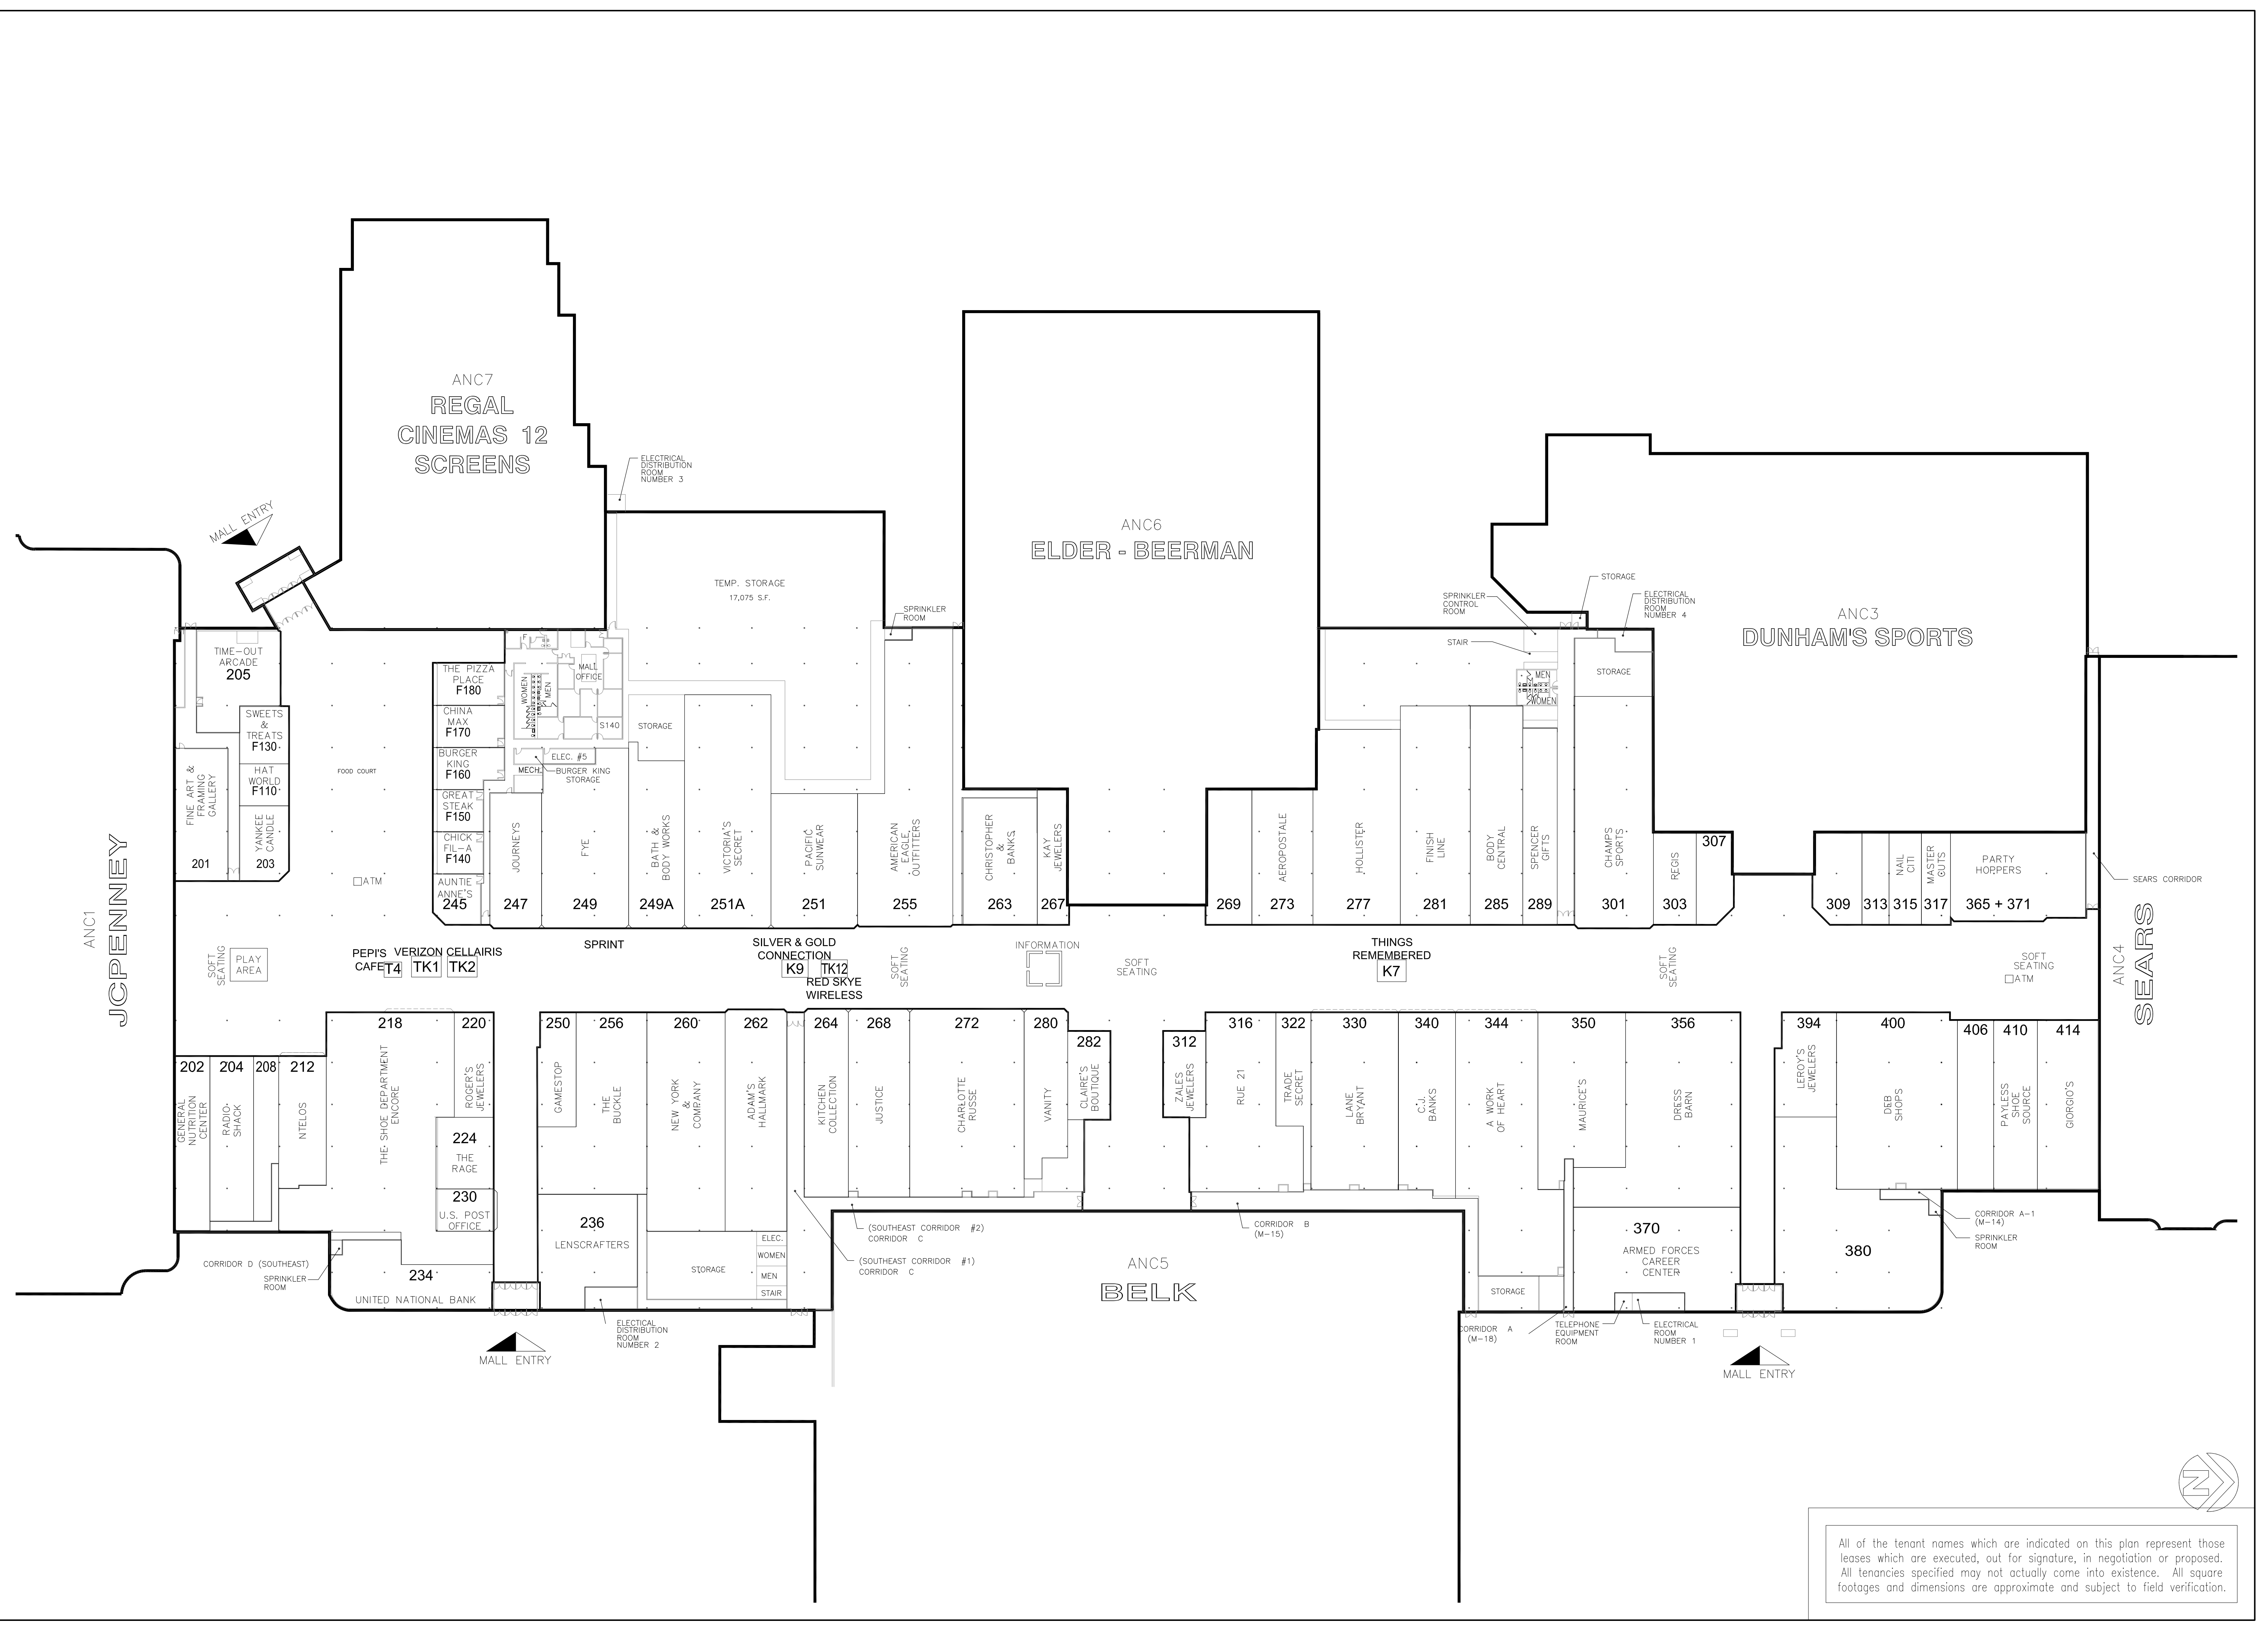 ANC7
REGAL
CINEMAS 12
SCREENS
ELECTRICAL
DISTRIBUTION
ROOM
NUMBER 3
MALL ENTRY
ANC6
ELDER - BEERMAN
TEMP. STORAGE
17,075 S.F.
SPRINKLER
ROOM
SPRINKLER
CONTROL
ROOM
STORAGE
ELECTRICAL
DISTRIBUTION
ROOM
NUMBER 4
STAIR
ANC3
DUNHAM'S SPORTS
TIME-OUT
ARCADE
205
SWEETS
&
TREATS
F130
HAT
WORLD
F110
YANKEE
CANDLE
203
FINE ART &
FRAMING
GALLERY
201
FOOD COURT
ATM
THE PIZZA
PLACE
F180
CHINA
MAX
F170
BURGER
KING
F160
GREAT
STEAK
F150
CHICK
FIL-A
F140
AUNTIE
ANNE'S
245
F
WOMEN
MEN
MALL
OFFICE
S140
ELEC. #5
MECH.
BURGER KING
STORAGE
STORAGE
JOURNEYS
247
FYE
249
BATH &
BODY WORKS
249A
VICTORIA'S
SECRET
251A
PACIFIC
SUNWEAR
251
AMERICAN
EAGLE
OUTFITTERS
255
CHRISTOPHER
&
BANKS
263
KAY
JEWELERS
267
269
AEROPOSTALE
273
HOLLISTER
277
FINISH
LINE
281
BODY
CENTRAL
285
SPENCER
GIFTS
289
MEN
WOMEN
STORAGE
CHAMPS
SPORTS
301
REGIS
303
307
309
313
NAIL
CITI
315
MASTER
CUTS
317
PARTY
HOPPERS
365 + 371
SEARS CORRIDOR
ANC1
JCPENNEY
SOFT
SEATING
PLAY
AREA
PEPI'S
CAFE
T4
VERIZON
TK1
CELLAIRIS
TK2
SPRINT
SILVER & GOLD
CONNECTION
K9
TK12
RED SKYE
WIRELESS
SOFT
SEATING
INFORMATION
SOFT
SEATING
THINGS
REMEMBERED
K7
SOFT
SEATING
SOFT
SEATING
ATM
ANC4
SEARS
202
GENERAL
NUTRITION
CENTER
204
RADIO
SHACK
208
212
NTELOS
218
THE SHOE DEPARTMENT
ENCORE
220
ROGER'S
JEWELERS
224
THE
RAGE
230
U.S. POST
OFFICE
234
UNITED NATIONAL BANK
CORRIDOR D (SOUTHEAST)
SPRINKLER
ROOM
MALL ENTRY
250
GAMESTOP
256
THE
BUCKLE
236
LENSCRAFTERS
ELECTICAL
DISTRIBUTION
ROOM
NUMBER 2
260
NEW YORK
&
COMPANY
262
ADAM'S
HALLMARK
STORAGE
ELEC.
WOMEN
MEN
STAIR
264
KITCHEN
COLLECTION
268
JUSTICE
272
CHARLOTTE
RUSSE
280
VANITY
282
CLAIRE'S
BOUTIQUE
(SOUTHEAST CORRIDOR #2)
CORRIDOR C
(SOUTHEAST CORRIDOR #1)
CORRIDOR C
312
ZALES
JEWELERS
316
RUE 21
322
TRADE
SECRET
330
LANE
BRYANT
340
C.J.
BANKS
344
A WORK
OF HEART
350
MAURICE'S
356
DRESS
BARN
CORRIDOR B
(M-15)
ANC5
BELK
STORAGE
CORRIDOR A
(M-18)
370
ARMED FORCES
CAREER
CENTER
TELEPHONE
EQUIPMENT
ROOM
ELECTRICAL
ROOM
NUMBER 1
MALL ENTRY
394
LEROY'S
JEWELERS
400
DEB
SHOPS
380
406
410
PAYLESS
SHOE
SOURCE
414
GIORGIO'S
CORRIDOR A-1
(M-14)
SPRINKLER
ROOM
N
All of the tenant names which are indicated on this plan represent those
leases which are executed, out for signature, in negotiation or proposed.
All tenancies specified may not actually come into existence. All square
footages and dimensions are approximate and subject to field verification.